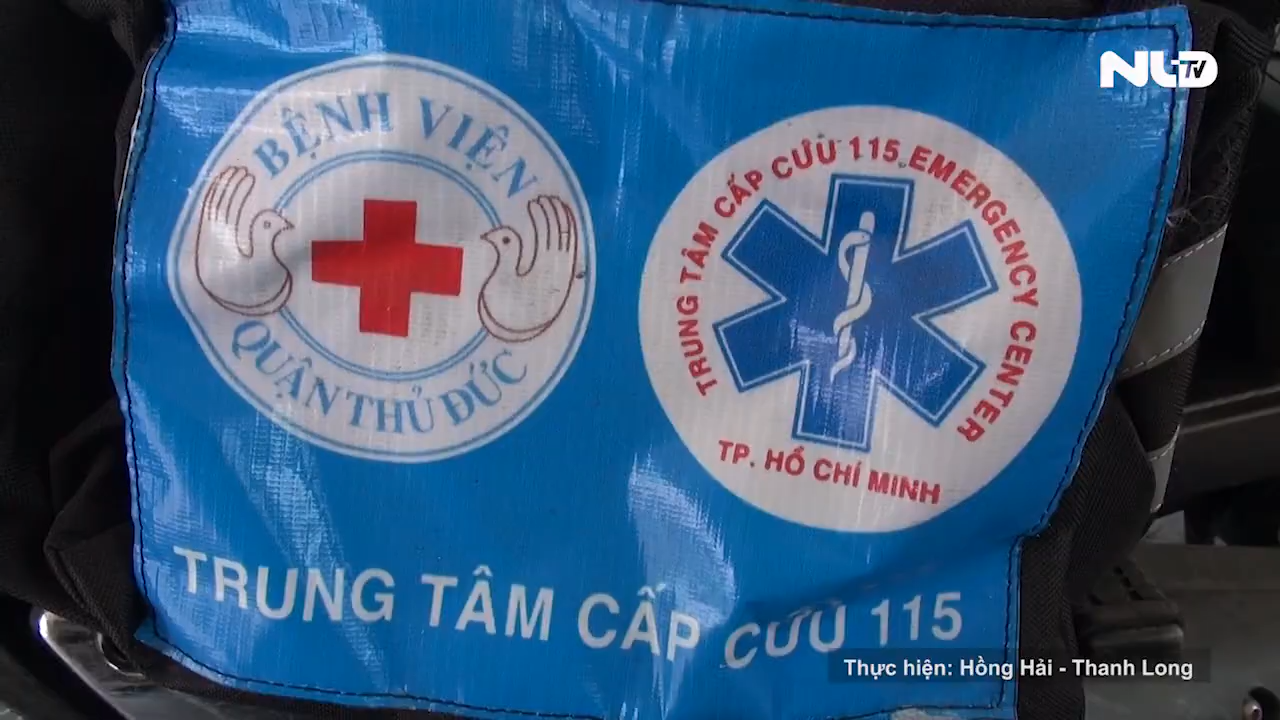 NLTV
BỆNH VIỆN
QUẬN THỦ ĐỨC
TRUNG TÂM CẤP CỨU 115 EMERGENCY CENTER
TP. HỒ CHÍ MINH
TRUNG TÂM CẤP CỨU 115
Thực hiện: Hồng Hải - Thanh Long